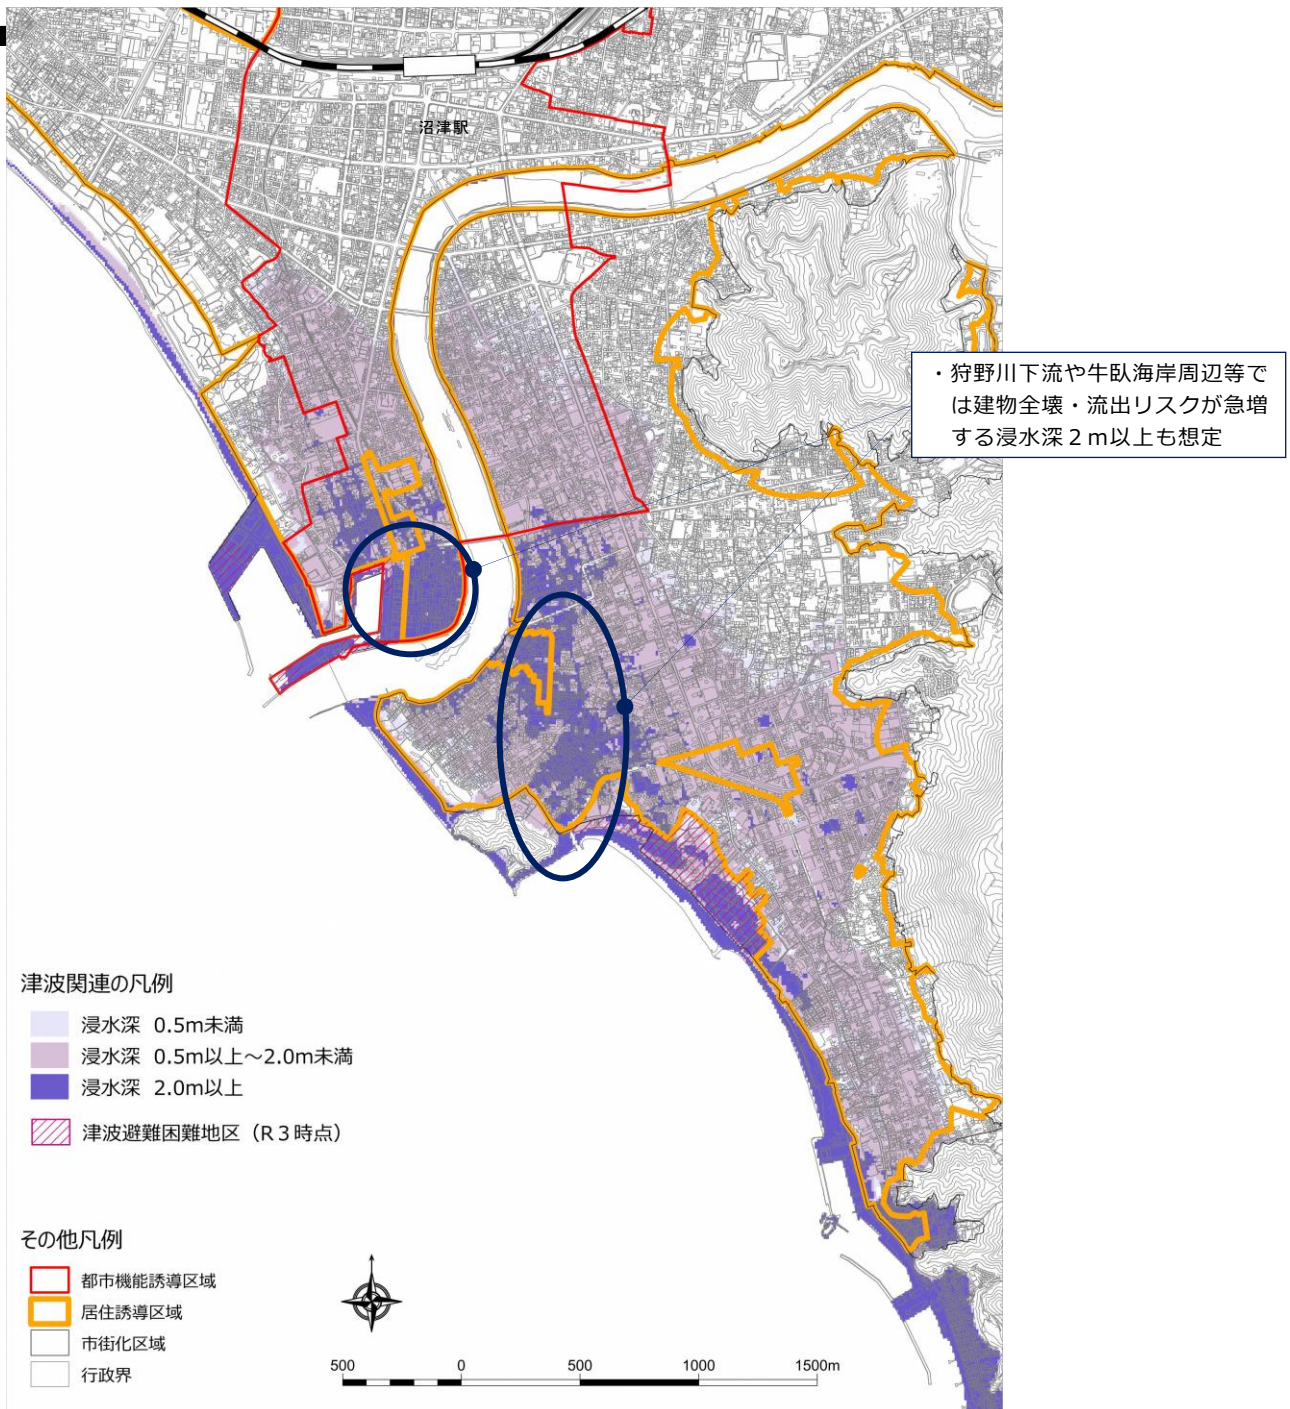 沼津駅
・狩野川下流や牛臥海岸周辺等で
は建物全壊・流出リスクが急増
する浸水深２ｍ以上も想定
津波関連の凡例
浸水深 0.5m未満
浸水深 0.5m以上～2.0m未満
浸水深 2.0m以上
津波避難困難地区（R３時点）
その他凡例
都市機能誘導区域
居住誘導区域
市街化区域
行政界
500 0 500 1000 1500m